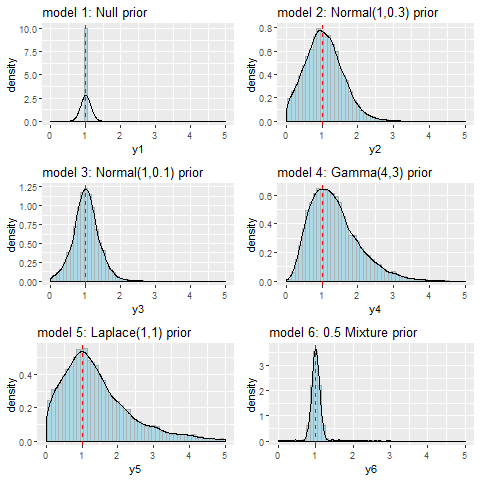 model 1: Null prior
density
10.0
7.5
5.0
2.5
0.0
0 1 2 3 4 5
y1
model 2: Normal(1,0.3) prior
density
0.8
0.6
0.4
0.2
0.0
0 1 2 3 4 5
y2
model 3: Normal(1,0.1) prior
density
1.25
1.00
0.75
0.50
0.25
0.00
0 1 2 3 4 5
y3
model 4: Gamma(4,3) prior
density
0.6
0.4
0.2
0.0
0 1 2 3 4 5
y4
model 5: Laplace(1,1) prior
density
0.4
0.2
0.0
0 1 2 3 4 5
y5
model 6: 0.5 Mixture prior
density
3
2
1
0
0 1 2 3 4 5
y6